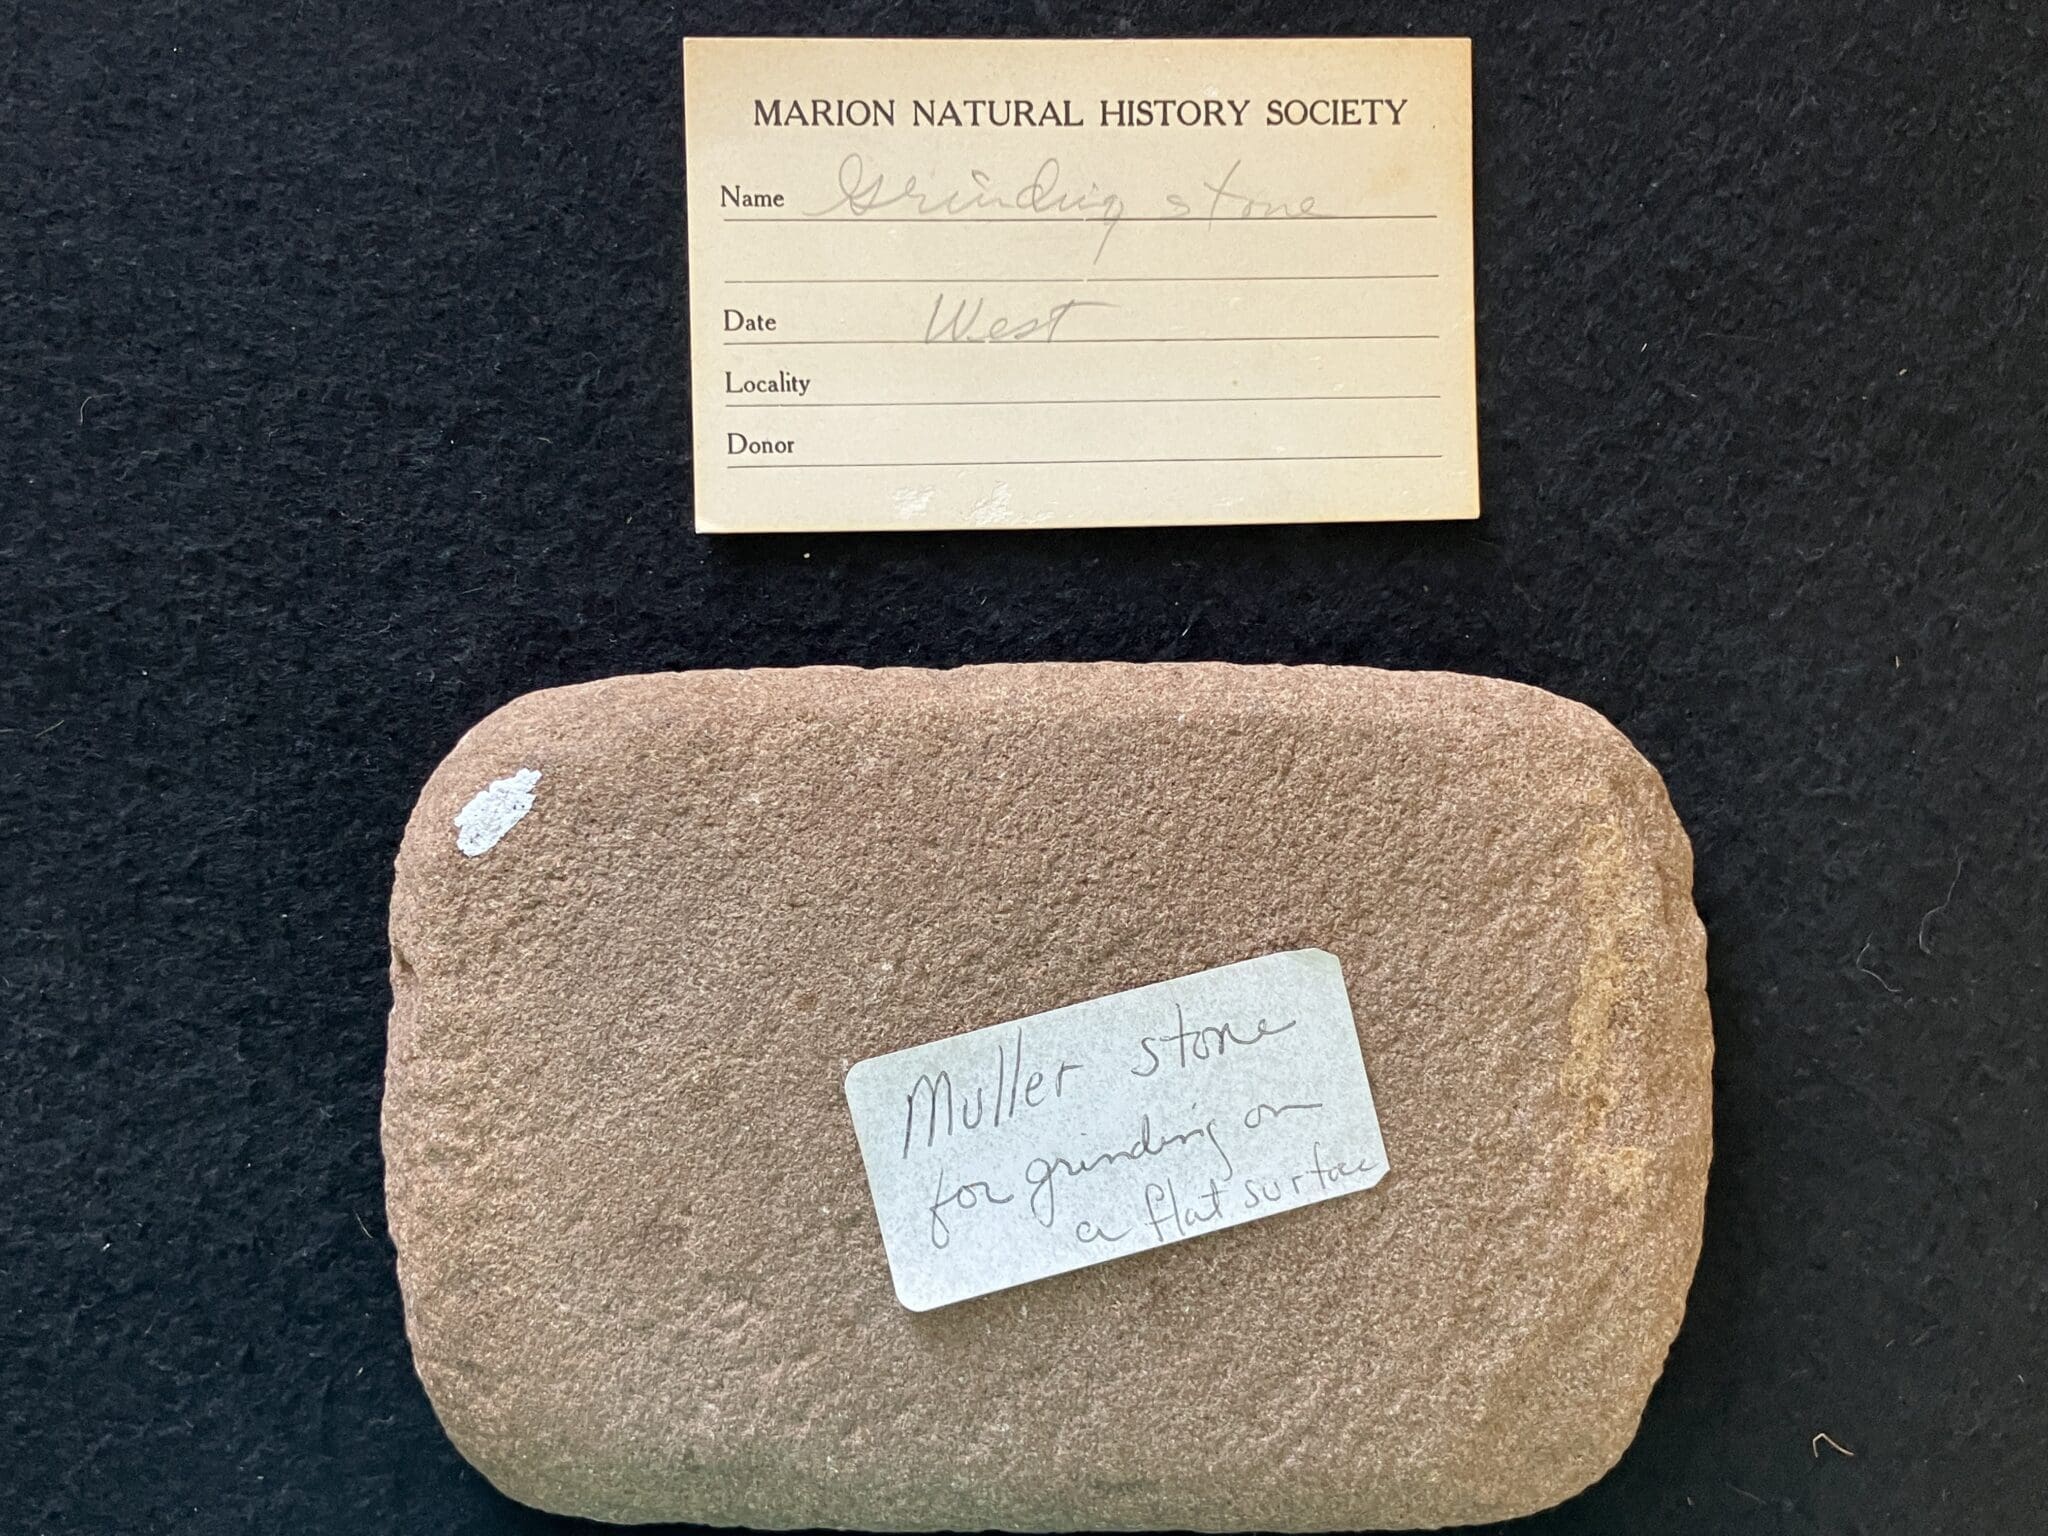 MARION NATURAL HISTORY SOCIETY
Name Grinding stone
Date West
Locality
Donor
Muller stone
for grinding on
a flat surface